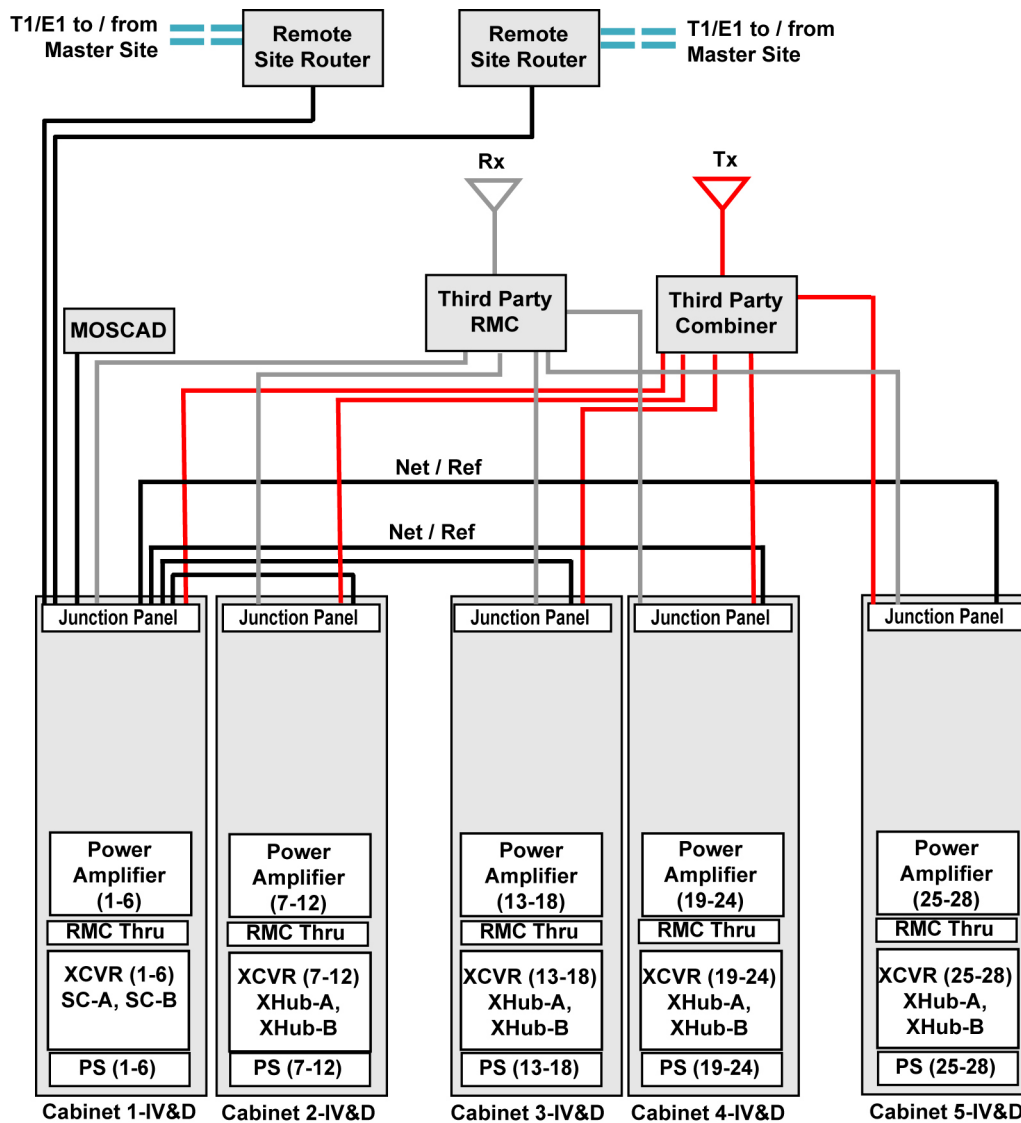 T1/E1 to / from
Master Site
Remote
Site Router
Remote
Site Router
T1/E1 to / from
Master Site
Rx
Tx
MOSCAD
Third Party
RMC
Third Party
Combiner
Net / Ref
Net / Ref
Junction Panel
Junction Panel
Junction Panel
Junction Panel
Junction Panel
Power
Amplifier
(1-6)
RMC Thru
XCVR (1-6)
SC-A, SC-B
PS (1-6)
Cabinet 1-IV&D
Power
Amplifier
(7-12)
RMC Thru
XCVR (7-12)
XHub-A,
XHub-B
PS (7-12)
Cabinet 2-IV&D
Power
Amplifier
(13-18)
RMC Thru
XCVR (13-18)
XHub-A,
XHub-B
PS (13-18)
Cabinet 3-IV&D
Power
Amplifier
(19-24)
RMC Thru
XCVR (19-24)
XHub-A,
XHub-B
PS (19-24)
Cabinet 4-IV&D
Power
Amplifier
(25-28)
RMC Thru
XCVR (25-28)
XHub-A,
XHub-B
PS (25-28)
Cabinet 5-IV&D